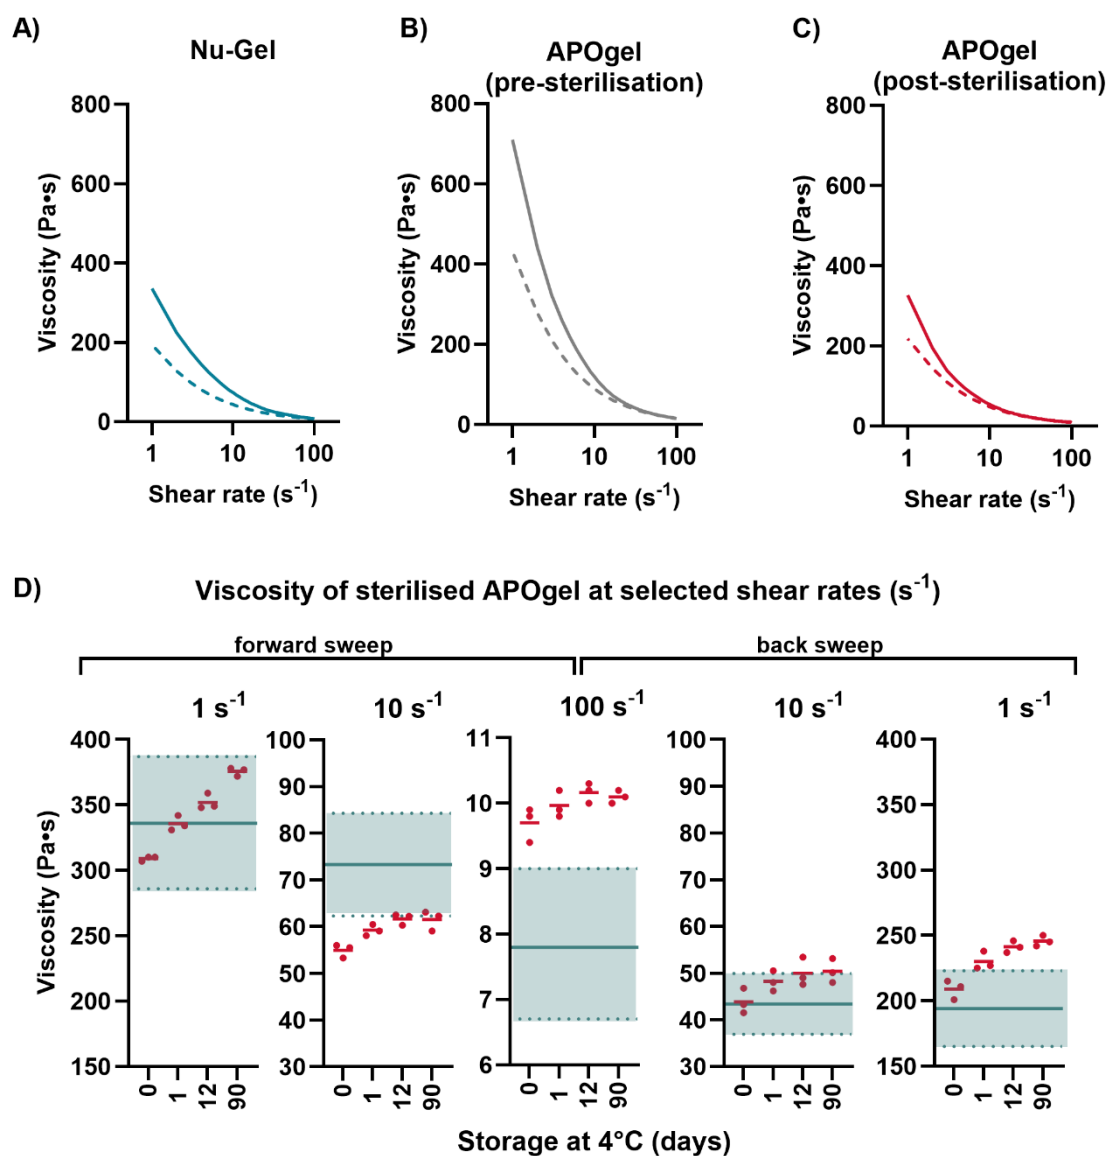 A)
Nu-Gel
B)
APOgel
(pre-sterilisation)
C)
APOgel
(post-sterilisation)
Viscosity (Pa•s)
800
600
400
200
0
1 10 100
Shear rate (s⁻¹)
Viscosity (Pa•s)
800
600
400
200
0
1 10 100
Shear rate (s⁻¹)
Viscosity (Pa•s)
800
600
400
200
0
1 10 100
Shear rate (s⁻¹)
D)
Viscosity of sterilised APOgel at selected shear rates (s⁻¹)
forward sweep
back sweep
1 s⁻¹
10 s⁻¹
100 s⁻¹
10 s⁻¹
1 s⁻¹
Viscosity (Pa•s)
400
350
300
250
200
150
0 1 12 90
100
90
80
70
60
50
40
30
0 1 12 90
11
10
9
8
7
6
0 1 12 90
100
90
80
70
60
50
40
30
0 1 12 90
400
350
300
250
200
150
0 1 12 90
Storage at 4°C (days)